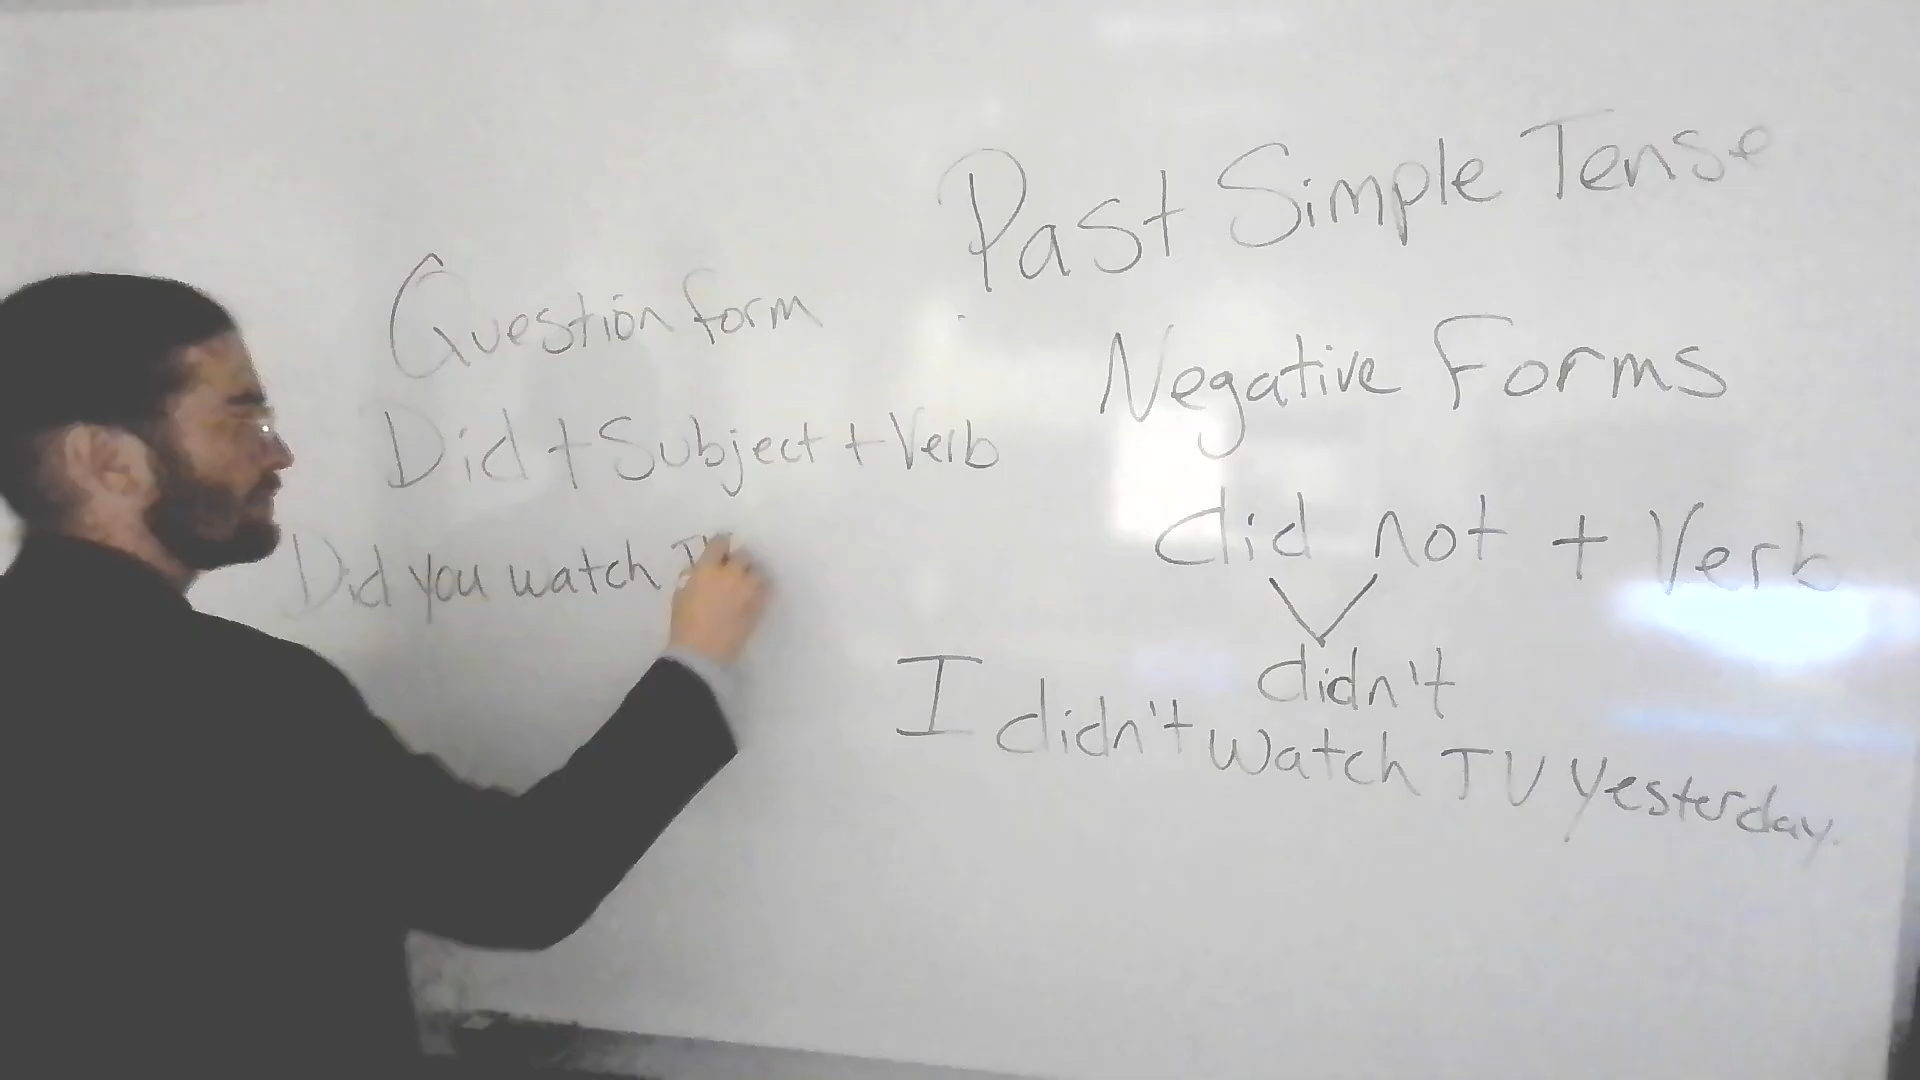 Past Simple Tense
Question form
Did + Subject + Verb
Did you watch TV
Negative Forms
did not + Verb
didn't
I didn't watch TV yesterday.